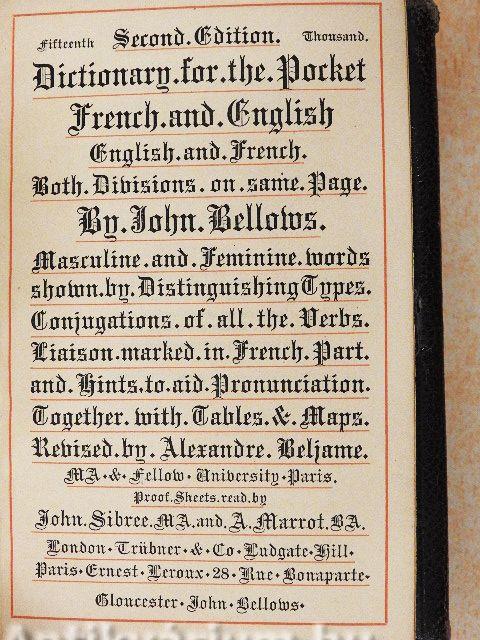 Fifteenth Second.Edition. Thousand.
Dictionary.for.the.Pocket
French.and.English
English.and.French.
Both.Divisions.on.same.Page.
By.John.Bellows.
Masculine.and.Feminine.words
shown.by.Distinguishing Types.
Conjugations.of.all.the.Verbs.
Liaison.marked.in.French.Part.
and.Hints.to.aid.Pronunciation.
Together.with.Tables.&.Maps.
Revised.by.Alexandre.Beljame.
MA·&·Fellow·University·Paris.
Proof.Sheets.read.by
John.Sibree.MA.and.A.Marrot.BA.
London·Trübner·&·Co·Ludgate·Hill·
Paris·Ernest·Leroux·28·Rue·Bonaparte·
Gloucester·John·Bellows·